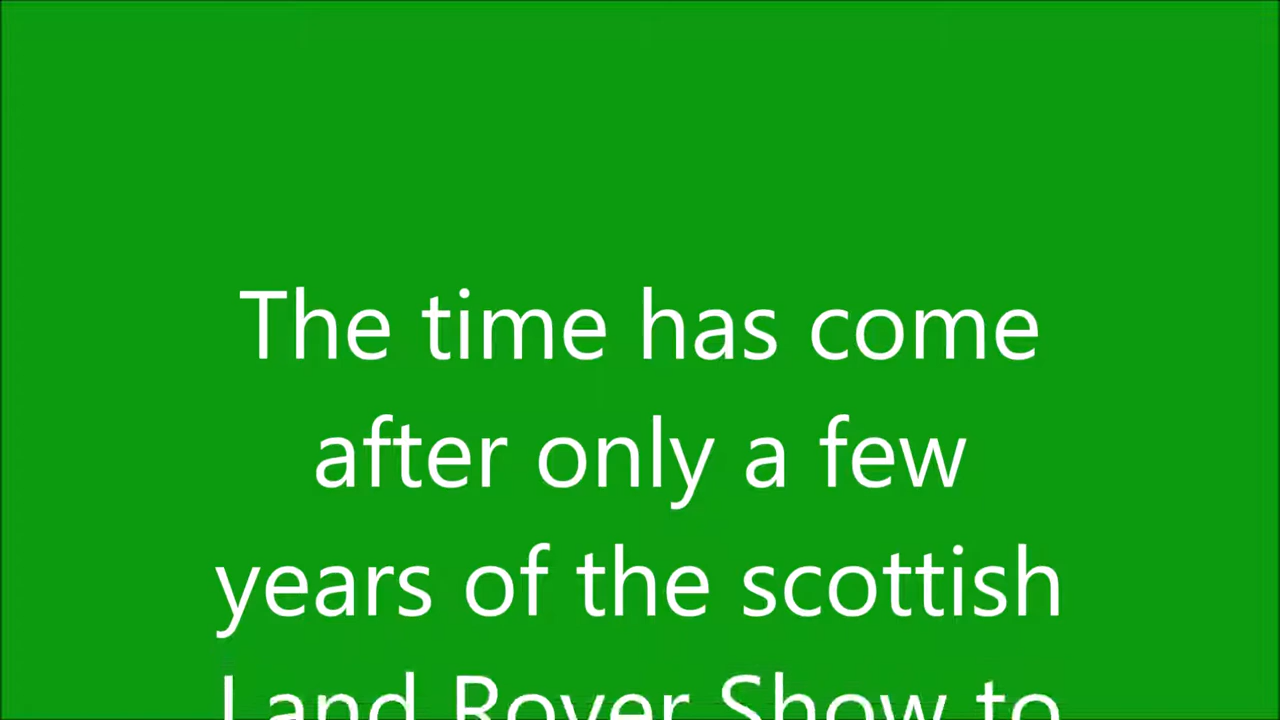 The time has come
after only a few
years of the scottish
Land Rover Show to